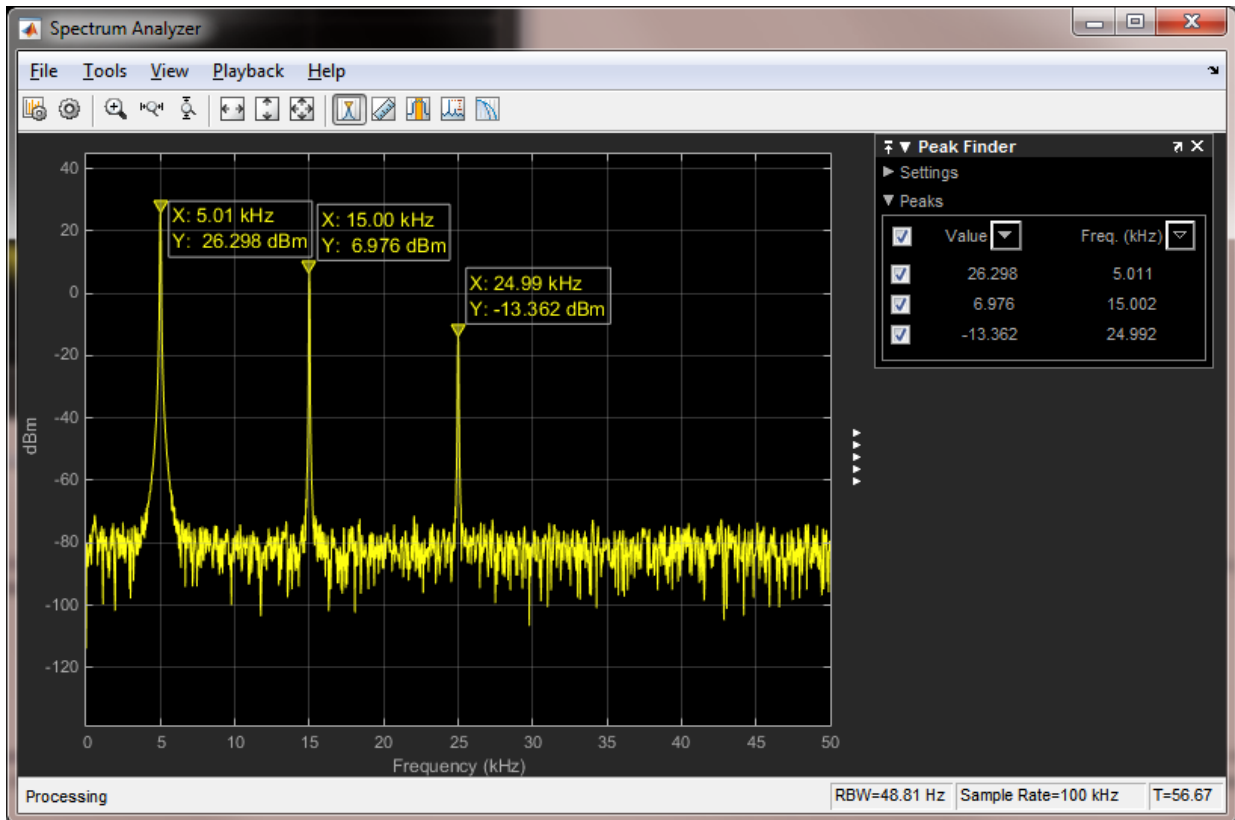 Spectrum Analyzer
File Tools View Playback Help
40
20
0
-20
-40
-60
-80
-100
-120
dBm
X: 5.01 kHz
Y: 26.298 dBm
X: 15.00 kHz
Y: 6.976 dBm
X: 24.99 kHz
Y: -13.362 dBm
0 5 10 15 20 25 30 35 40 45 50
Frequency (kHz)
Peak Finder
Settings
Peaks
Value Freq. (kHz)
26.298 5.011
6.976 15.002
-13.362 24.992
Processing RBW=48.81 Hz Sample Rate=100 kHz T=56.67